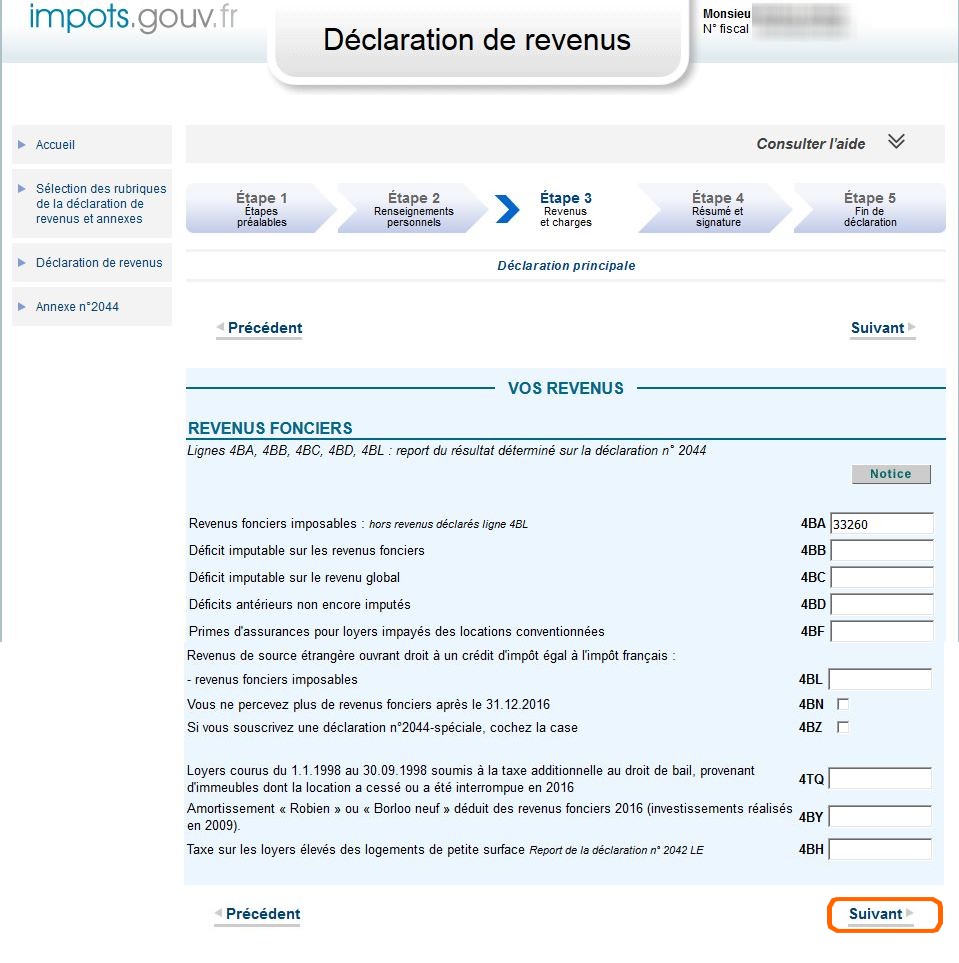 impots.gouv.fr
Déclaration de revenus
Monsieu
N° fiscal
Accueil
Sélection des rubriques
de la déclaration de
revenus et annexes
Déclaration de revenus
Annexe n°2044
Consulter l'aide
Étape 1
Étapes
préalables
Étape 2
Renseignements
personnels
Étape 3
Revenus
et charges
Étape 4
Résumé et
signature
Étape 5
Fin de
déclaration
Déclaration principale
Précédent
Suivant
VOS REVENUS
REVENUS FONCIERS
Lignes 4BA, 4BB, 4BC, 4BD, 4BL : report du résultat déterminé sur la déclaration n° 2044
Notice
Revenus fonciers imposables : hors revenus déclarés ligne 4BL 4BA 33260
Déficit imputable sur les revenus fonciers 4BB
Déficit imputable sur le revenu global 4BC
Déficits antérieurs non encore imputés 4BD
Primes d'assurances pour loyers impayés des locations conventionnées 4BF
Revenus de source étrangère ouvrant droit à un crédit d'impôt égal à l'impôt français :
- revenus fonciers imposables 4BL
Vous ne percevez plus de revenus fonciers après le 31.12.2016 4BN
Si vous souscrivez une déclaration n°2044-spéciale, cochez la case 4BZ
Loyers courus du 1.1.1998 au 30.09.1998 soumis à la taxe additionnelle au droit de bail, provenant
d'immeubles dont la location a cessé ou a été interrompue en 2016 4TQ
Amortissement « Robien » ou « Borloo neuf » déduit des revenus fonciers 2016 (investissements réalisés
en 2009). 4BY
Taxe sur les loyers élevés des logements de petite surface Report de la déclaration n° 2042 LE 4BH
Précédent
Suivant